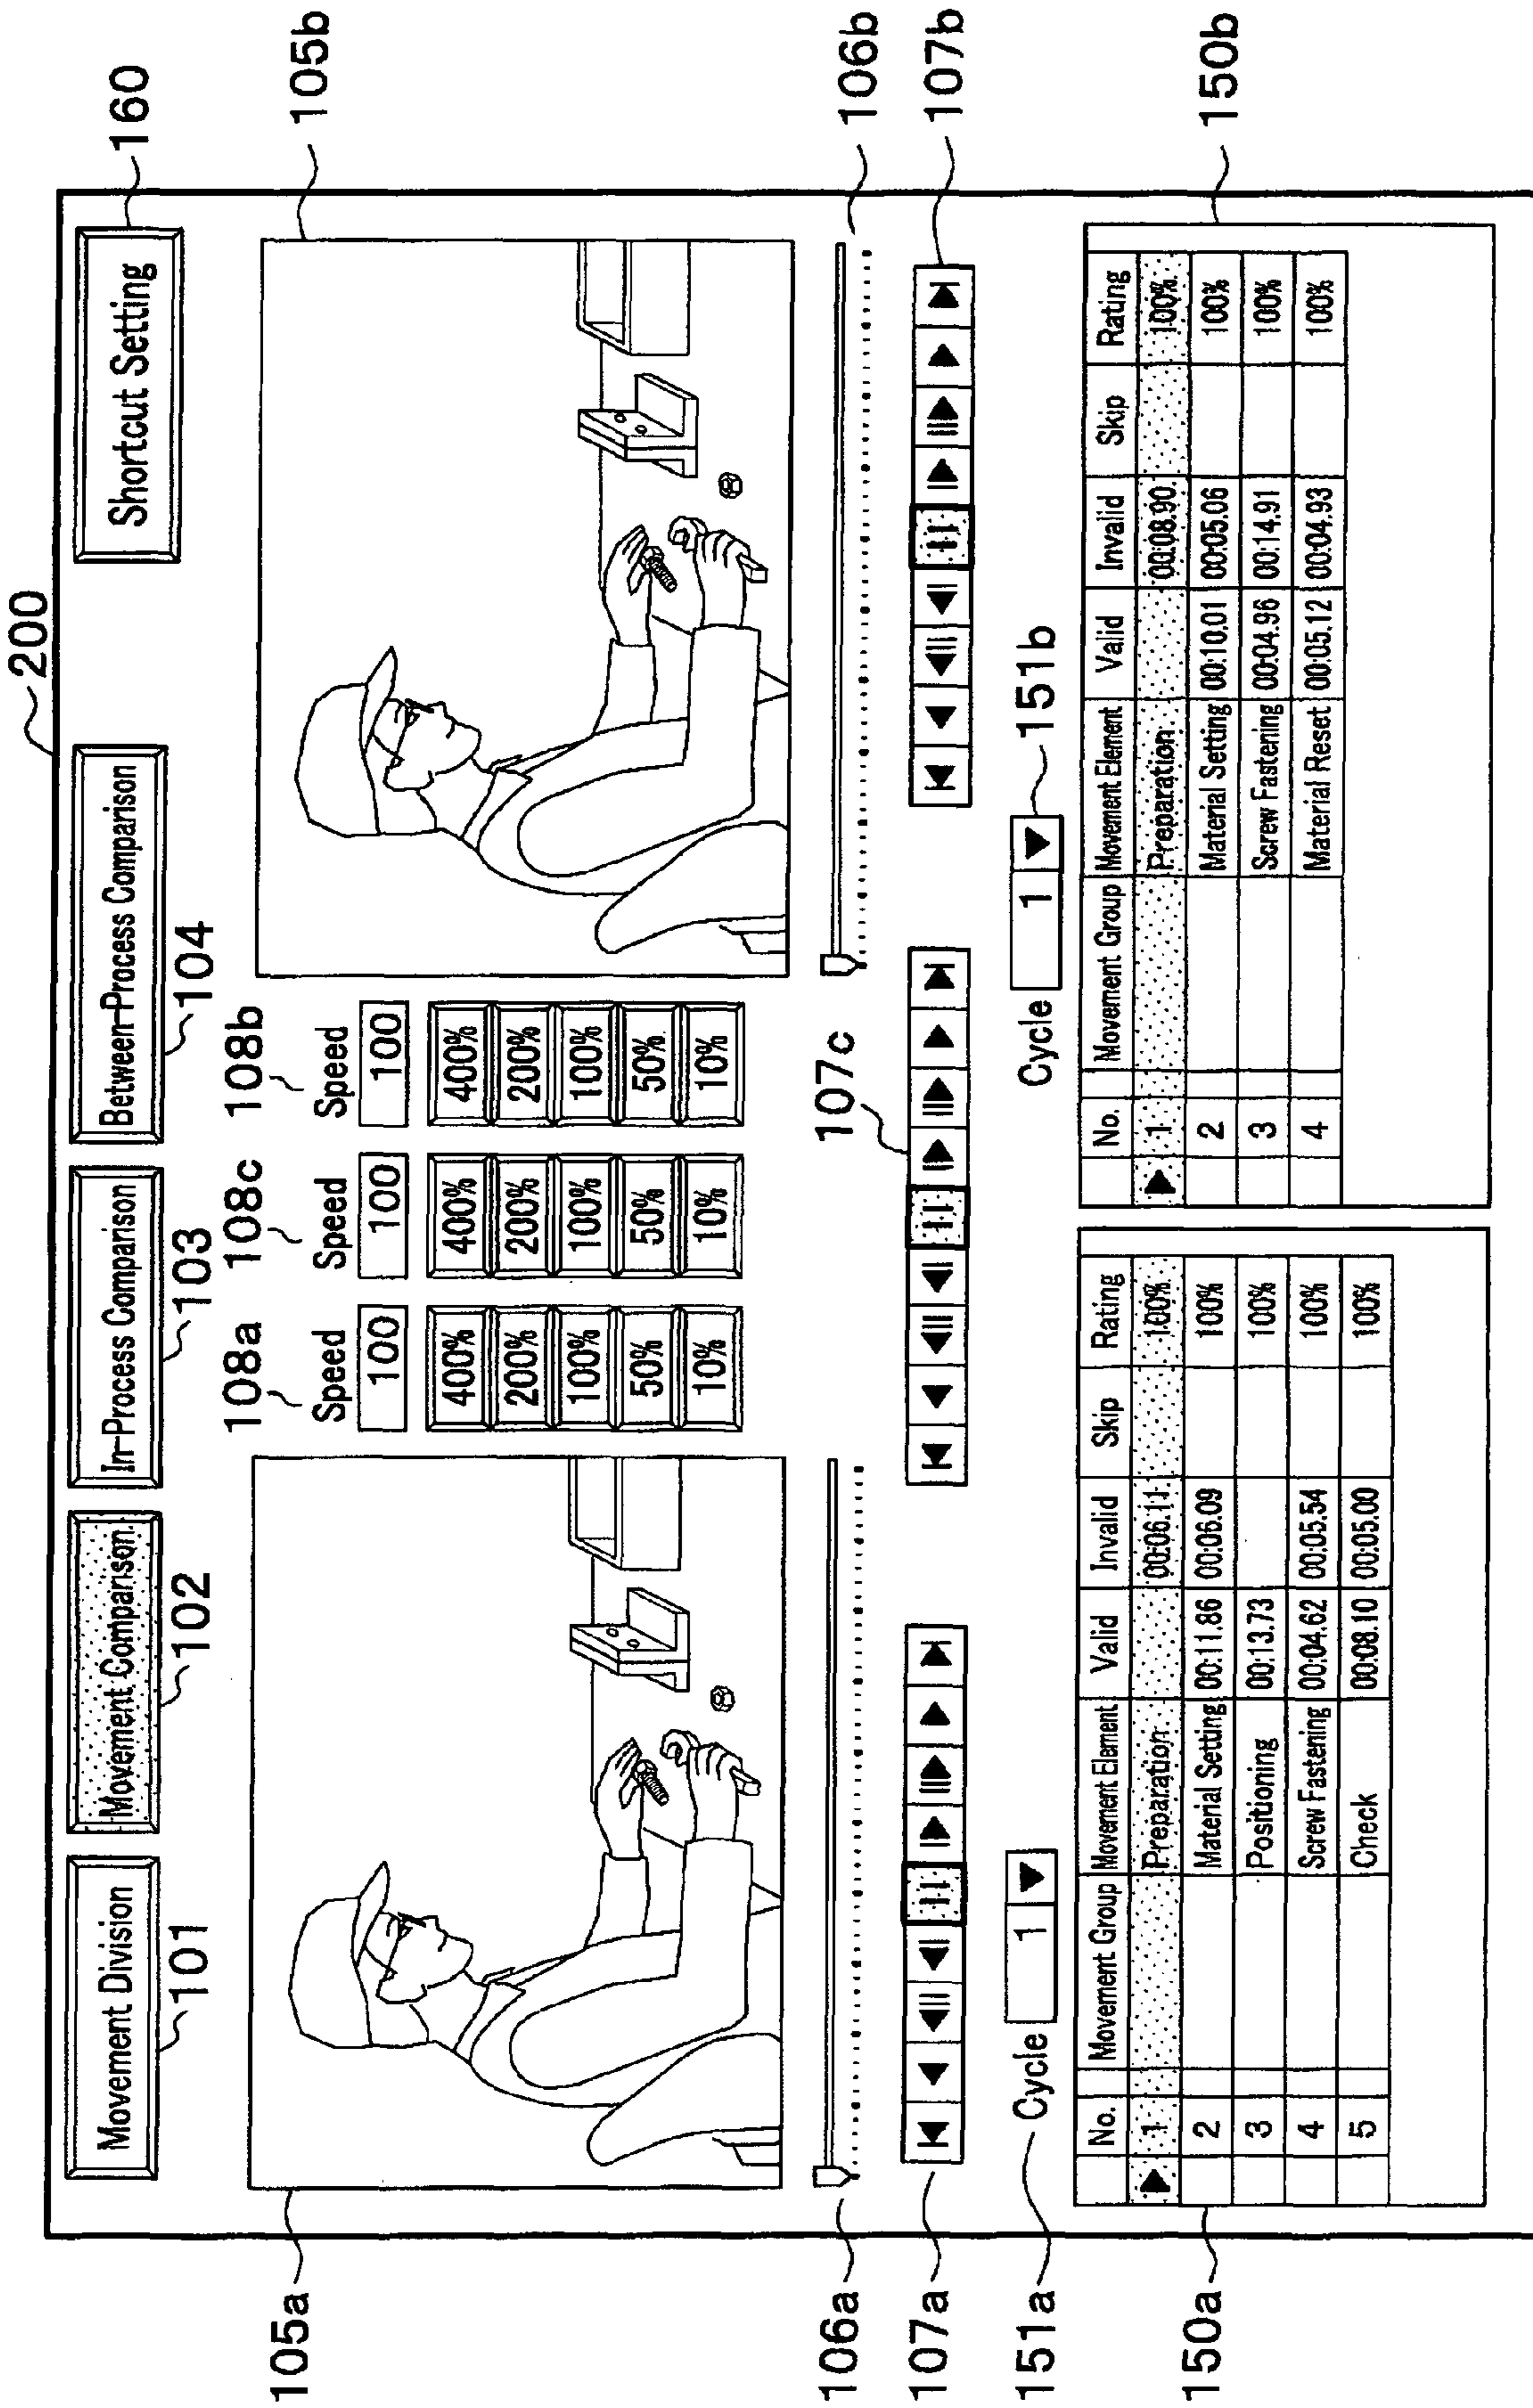 200
Movement Division
Movement Comparison
In-Process Comparison
Between-Process Comparison
Shortcut Setting
160
101
102
103
104
105a
108a
108c
108b
105b
Speed
Speed
Speed
100
100
100
400%
400%
400%
200%
200%
200%
100%
100%
100%
50%
50%
50%
10%
10%
10%
106a
107c
106b
107a
107b
151a
Cycle 1
Cycle 1
151b
150a
No. Movement Group Movement Element Valid Invalid Skip Rating
1 Preparation 00:06.11 100%
2 Material Setting 00:11.86 00:06.09 100%
3 Positioning 00:13.73 100%
4 Screw Fastening 00:04.62 00:05.54 100%
5 Check 00:08.10 00:05.00 100%
150b
No. Movement Group Movement Element Valid Invalid Skip Rating
1 Preparation 00:08.90 100%
2 Material Setting 00:10.01 00:05.06 100%
3 Screw Fastening 00:04.96 00:14.91 100%
4 Material Reset 00:05.12 00:04.93 100%